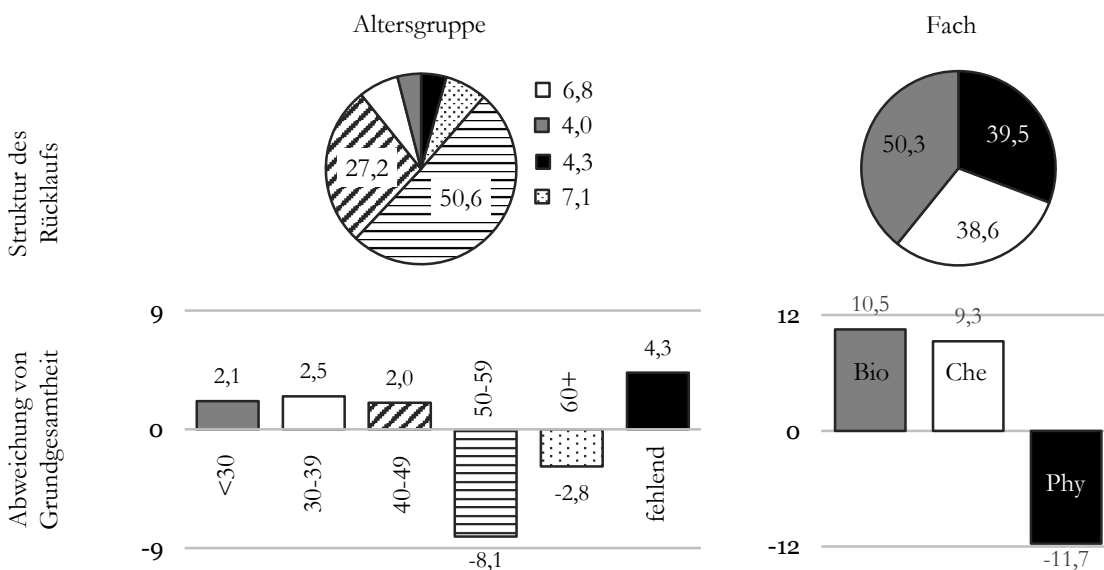 Altersgruppe
Fach
Struktur des
Rücklaufs
6,8
4,0
4,3
7,1
27,2
50,6
50,3
39,5
38,6
Abweichung von
Grundgesamtheit
9
0
-9
2,1
2,5
2,0
50-59
60+
4,3
<30
30-39
40-49
-8,1
-2,8
fehlend
12
0
-12
10,5
9,3
Bio
Che
Phy
-11,7